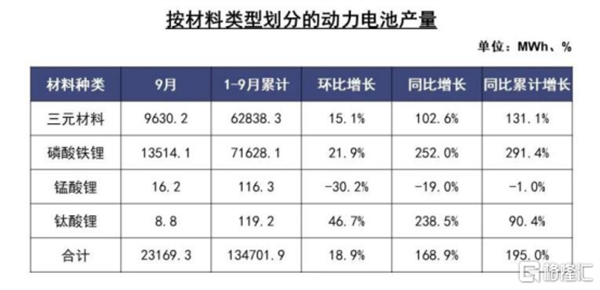 按材料类型划分的动力电池产量
单位：MWh、%
材料种类 9月 1-9月累计 环比增长 同比增长 同比累计增长
三元材料 9630.2 62838.3 15.1% 102.6% 131.1%
磷酸铁锂 13514.1 71628.1 21.9% 252.0% 291.4%
锰酸锂 16.2 116.3 -30.2% -19.0% -1.0%
钛酸锂 8.8 119.2 46.7% 238.5% 90.4%
合计 23169.3 134701.9 18.9% 168.9% 195.0%
格隆汇